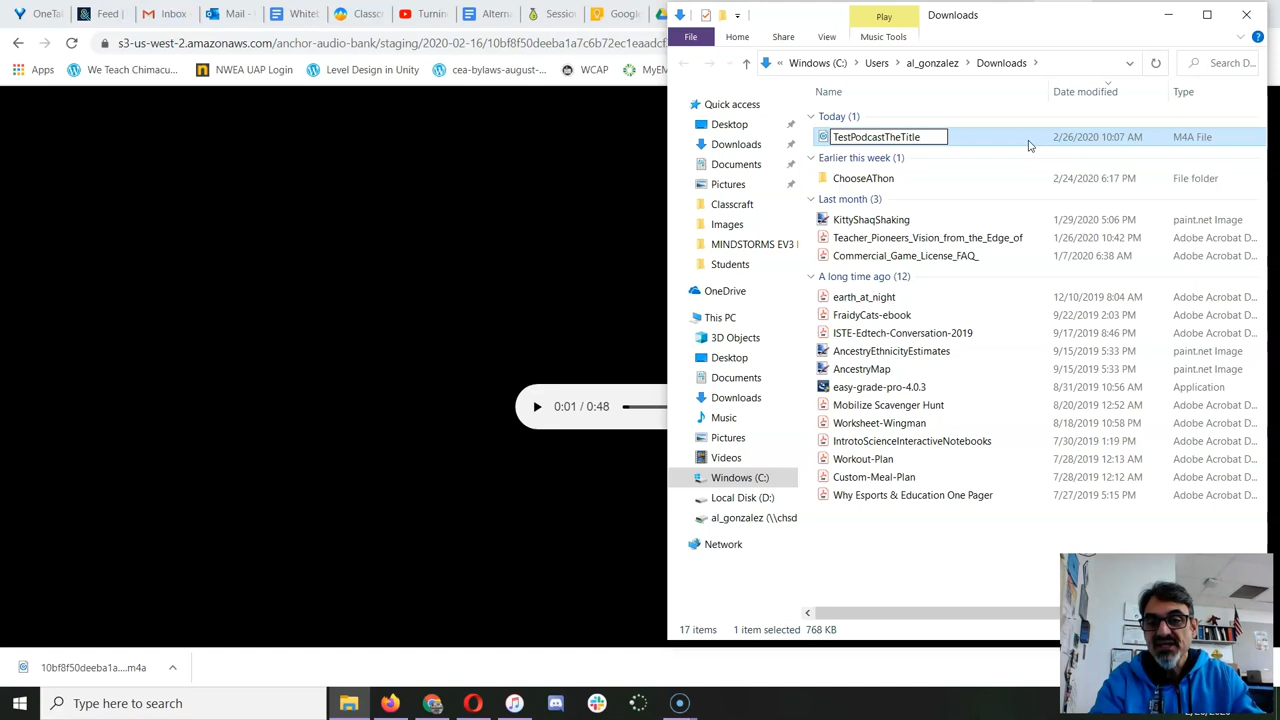 OneTa
Feed
Inbox
Mail -
Whitel
Classc
Turnin
Altern
Session
Google
Play
Downloads
s3-us-west-2.amazonaws.com/anchor-audio-bank/staging/2020-02-16/10bf8f50deeba1a7c6b72ec1eaadcf
File
Home
Share
View
Music Tools
Apps
We Teach Chimacu...
NWEA UAP Login
Level Design in Unity
cea-bylaws-august-...
WCAP
MyEM
« Windows (C:) > Users > al_gonzalez > Downloads >
Search D...
Name
Date modified
Type
Quick access
Desktop
Downloads
Documents
Pictures
Classcraft
Images
MINDSTORMS EV3 I
Students
OneDrive
This PC
3D Objects
Desktop
Documents
Downloads
Music
Pictures
Videos
Windows (C:)
Local Disk (D:)
al_gonzalez (\\chsd
Network
Today (1)
TestPodcastTheTitle 2/26/2020 10:07 AM M4A File
Earlier this week (1)
ChooseAThon 2/24/2020 6:17 PM File folder
Last month (3)
KittyShaqShaking 1/29/2020 5:06 PM paint.net Image
Teacher_Pioneers_Vision_from_the_Edge_of 1/26/2020 10:42 PM Adobe Acrobat D...
Commercial_Game_License_FAQ_ 1/7/2020 6:38 AM Adobe Acrobat D...
A long time ago (12)
earth_at_night 12/10/2019 8:04 AM Adobe Acrobat D...
FraidyCats-ebook 9/22/2019 2:03 PM Adobe Acrobat D...
ISTE-Edtech-Conversation-2019 9/17/2019 8:46 PM Adobe Acrobat D...
AncestryEthnicityEstimates 9/15/2019 5:33 PM paint.net Image
AncestryMap 9/15/2019 5:33 PM paint.net Image
easy-grade-pro-4.0.3 8/31/2019 10:56 AM Application
Mobilize Scavenger Hunt 8/20/2019 12:52 AM Adobe Acrobat D...
Worksheet-Wingman 8/18/2019 10:58 PM Adobe Acrobat D...
IntrotoScienceInteractiveNotebooks 7/30/2019 1:19 PM Adobe Acrobat D...
Workout-Plan 7/28/2019 12:13 AM Adobe Acrobat D...
Custom-Meal-Plan 7/28/2019 12:12 AM Adobe Acrobat D...
Why Esports & Education One Pager 7/27/2019 5:15 PM Adobe Acrobat D...
0:01 / 0:48
17 items 1 item selected 768 KB
10bf8f50deeba1a....m4a
Type here to search